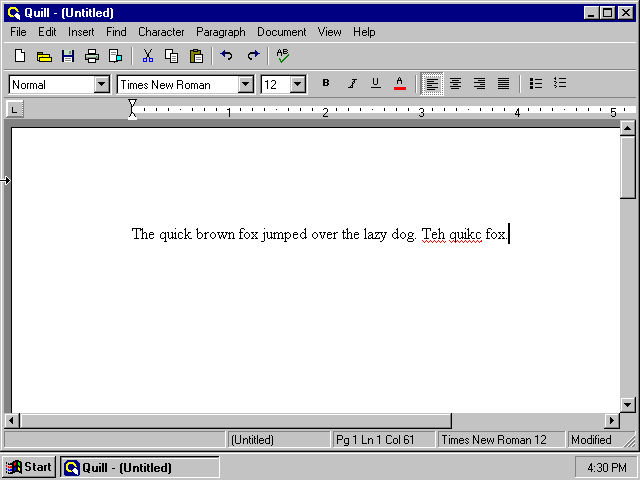 Quill - (Untitled)
File Edit Insert Find Character Paragraph Document View Help
ABC
Normal Times New Roman 12 B I U A
L 1 2 3 4 5
The quick brown fox jumped over the lazy dog. Teh quikc fox.
(Untitled) Pg 1 Ln 1 Col 61 Times New Roman 12 Modified
Start Quill - (Untitled) 4:30 PM